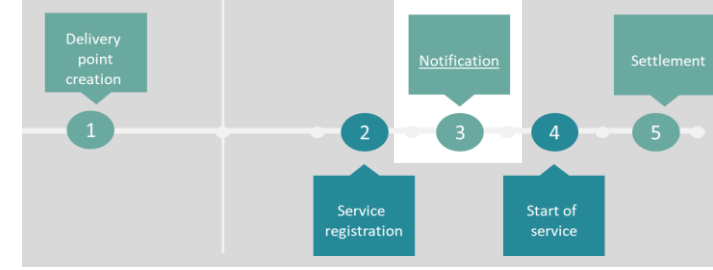 Delivery
point
creation
Notification
Settlement
1
2
3
4
5
Service
registration
Start of
service